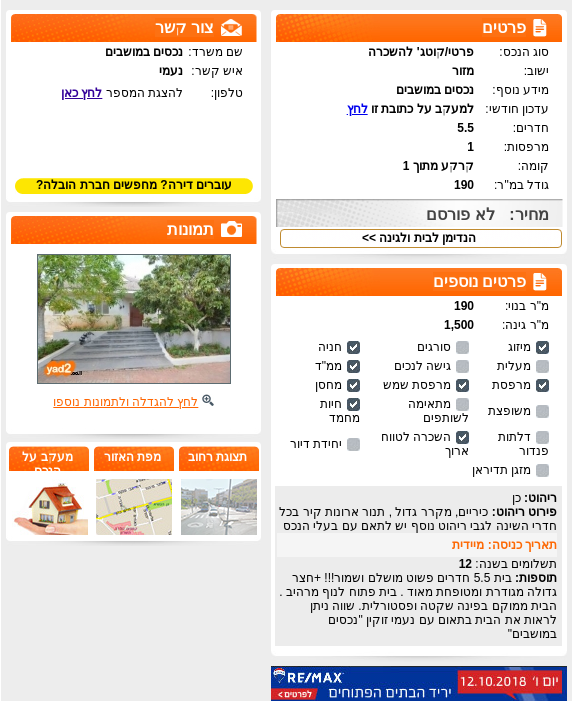 פרטים
סוג הנכס: פרטי/קוטג' להשכרה
ישוב: מזור
מידע נוסף: נכסים במושבים
עדכון חודשי: למעקב על כתובת זו לחץ
חדרים: 5.5
מרפסות: 1
קומה: קרקע מתוך 1
גודל במ"ר: 190
מחיר: לא פורסם
הנדימן לבית ולגינה >>
פרטים נוספים
מ"ר בנוי: 190
מ"ר גינה: 1,500
מיזוג סורגים חניה
מעלית גישה לנכים ממ"ד
מרפסת מרפסת שמש מחסן
משופצת מתאימה לשותפים חיות מחמד
דלתות פנדור השכרה לטווח ארוך יחידת דיור
מזגן תדיראן
ריהוט: כן
פירוט ריהוט: כיריים, מקרר גדול , תנור ארונות קיר בכל
חדרי השינה לגבי ריהוט נוסף יש לתאם עם בעלי הנכס
תאריך כניסה: מיידית
תשלומים בשנה: 12
תוספות: בית 5.5 חדרים פשוט מושלם ושמור!!! +חצר
גדולה מגודרת ומטופחת מאוד . בית פתוח לנוף מרהיב .
הבית ממוקם בפינה שקטה ופסטורלית. שווה ניתן
לראות את הבית בתאום עם נעמי זוקין "נכסים
במושבים"
RE/MAX
יום ו' 12.10.2018
יריד הבתים הפתוחים
לפרטים >
צור קשר
שם משרד: נכסים במושבים
איש קשר: נעמי
טלפון: להצגת המספר לחץ כאן
עוברים דירה? מחפשים חברת הובלה?
תמונות
yad2
לחץ להגדלה ולתמונות נוספו
תצוגת רחוב
מפת האזור
מעקב על
הנכס